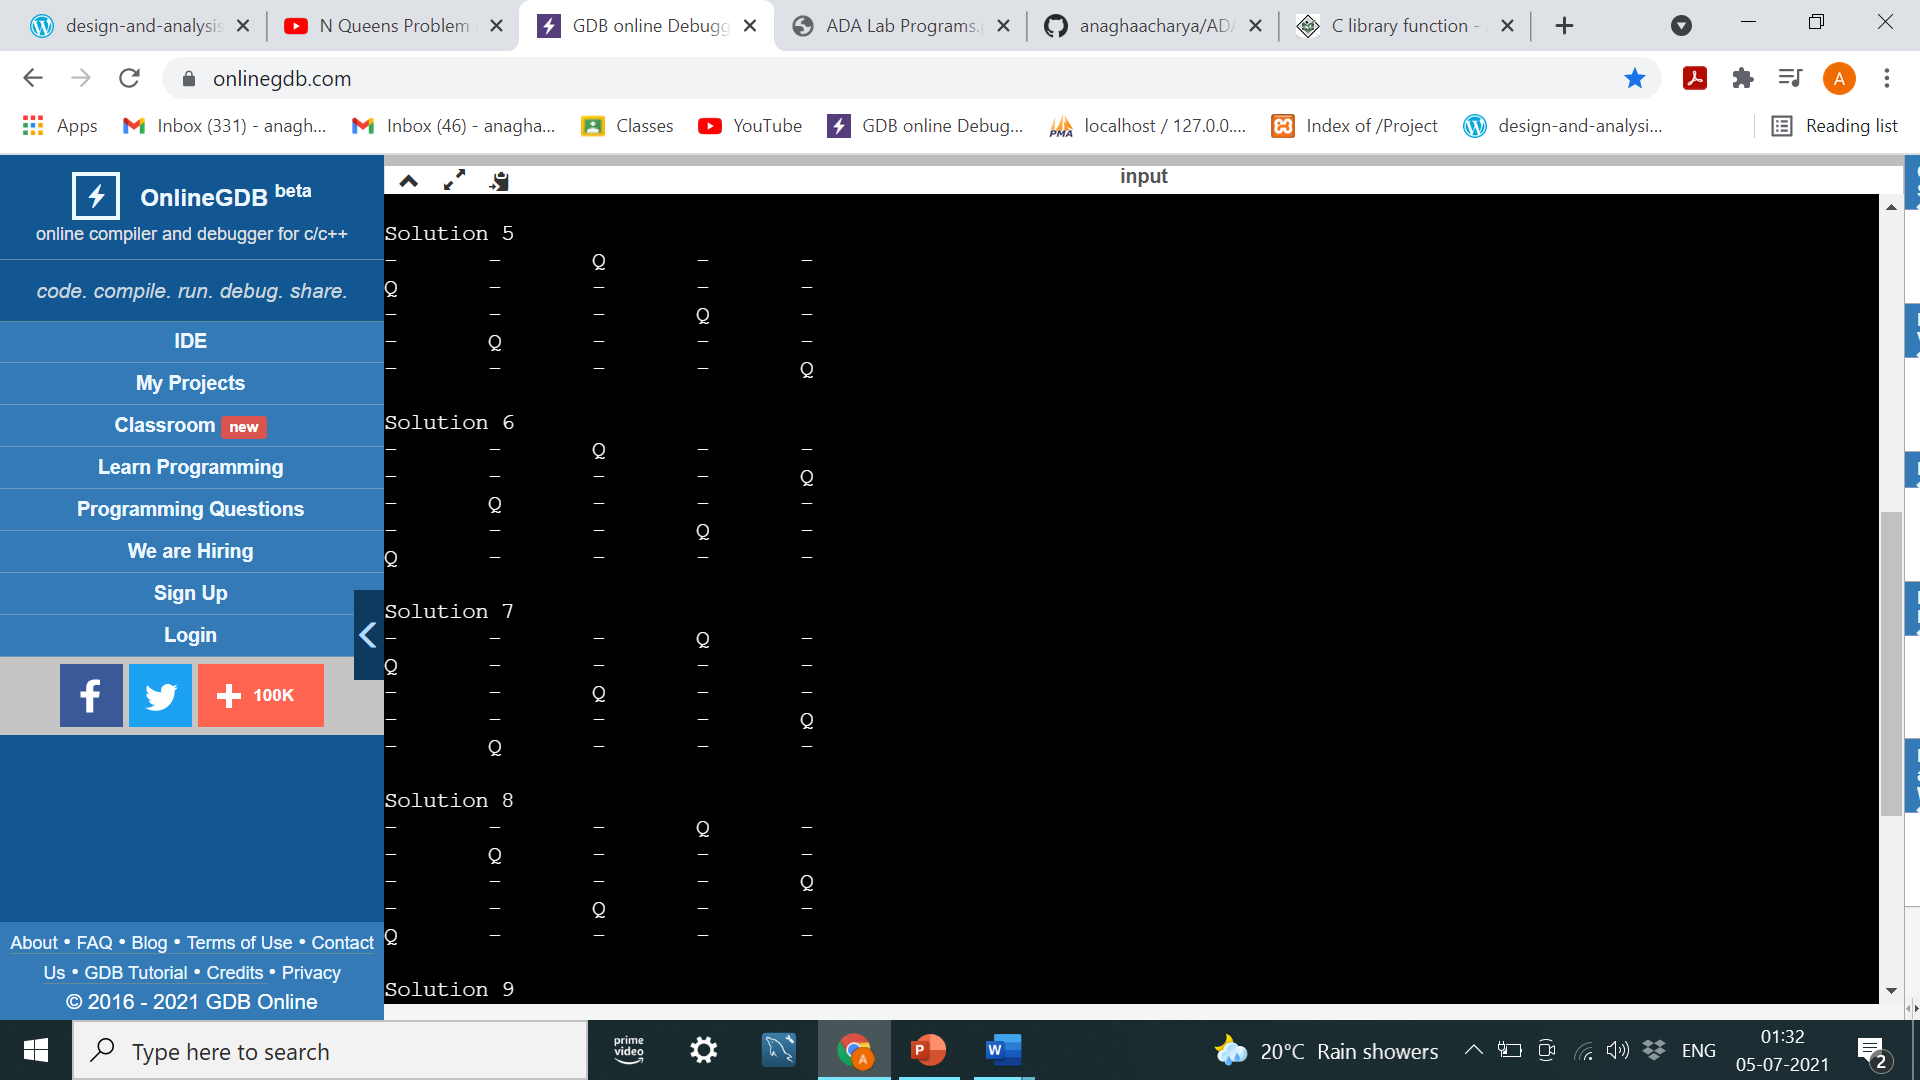 design-and-analysis
N Queens Problem
GDB online Debugg
ADA Lab Programs.
anaghaacharya/ADA
C library function -
onlinegdb.com
A
Apps
Inbox (331) - anagh...
Inbox (46) - anagha...
Classes
YouTube
GDB online Debug...
PMA
localhost / 127.0.0....
Index of /Project
design-and-analysi...
Reading list
OnlineGDB beta
online compiler and debugger for c/c++
code. compile. run. debug. share.
IDE
My Projects
Classroom new
Learn Programming
Programming Questions
We are Hiring
Sign Up
Login
f
+ 100K
About • FAQ • Blog • Terms of Use • Contact
Us • GDB Tutorial • Credits • Privacy
© 2016 - 2021 GDB Online
input
Solution 5
– – Q – –
Q – – – –
– – – Q –
– Q – – –
– – – – Q
Solution 6
– – Q – –
– – – – Q
– Q – – –
– – – Q –
Q – – – –
Solution 7
– – – Q –
Q – – – –
– – Q – –
– – – – Q
– Q – – –
Solution 8
– – – Q –
– Q – – –
– – – – Q
– – Q – –
Q – – – –
Solution 9
Type here to search
prime
video
A
P
W
20°C Rain showers
ENG
01:32
05-07-2021
2